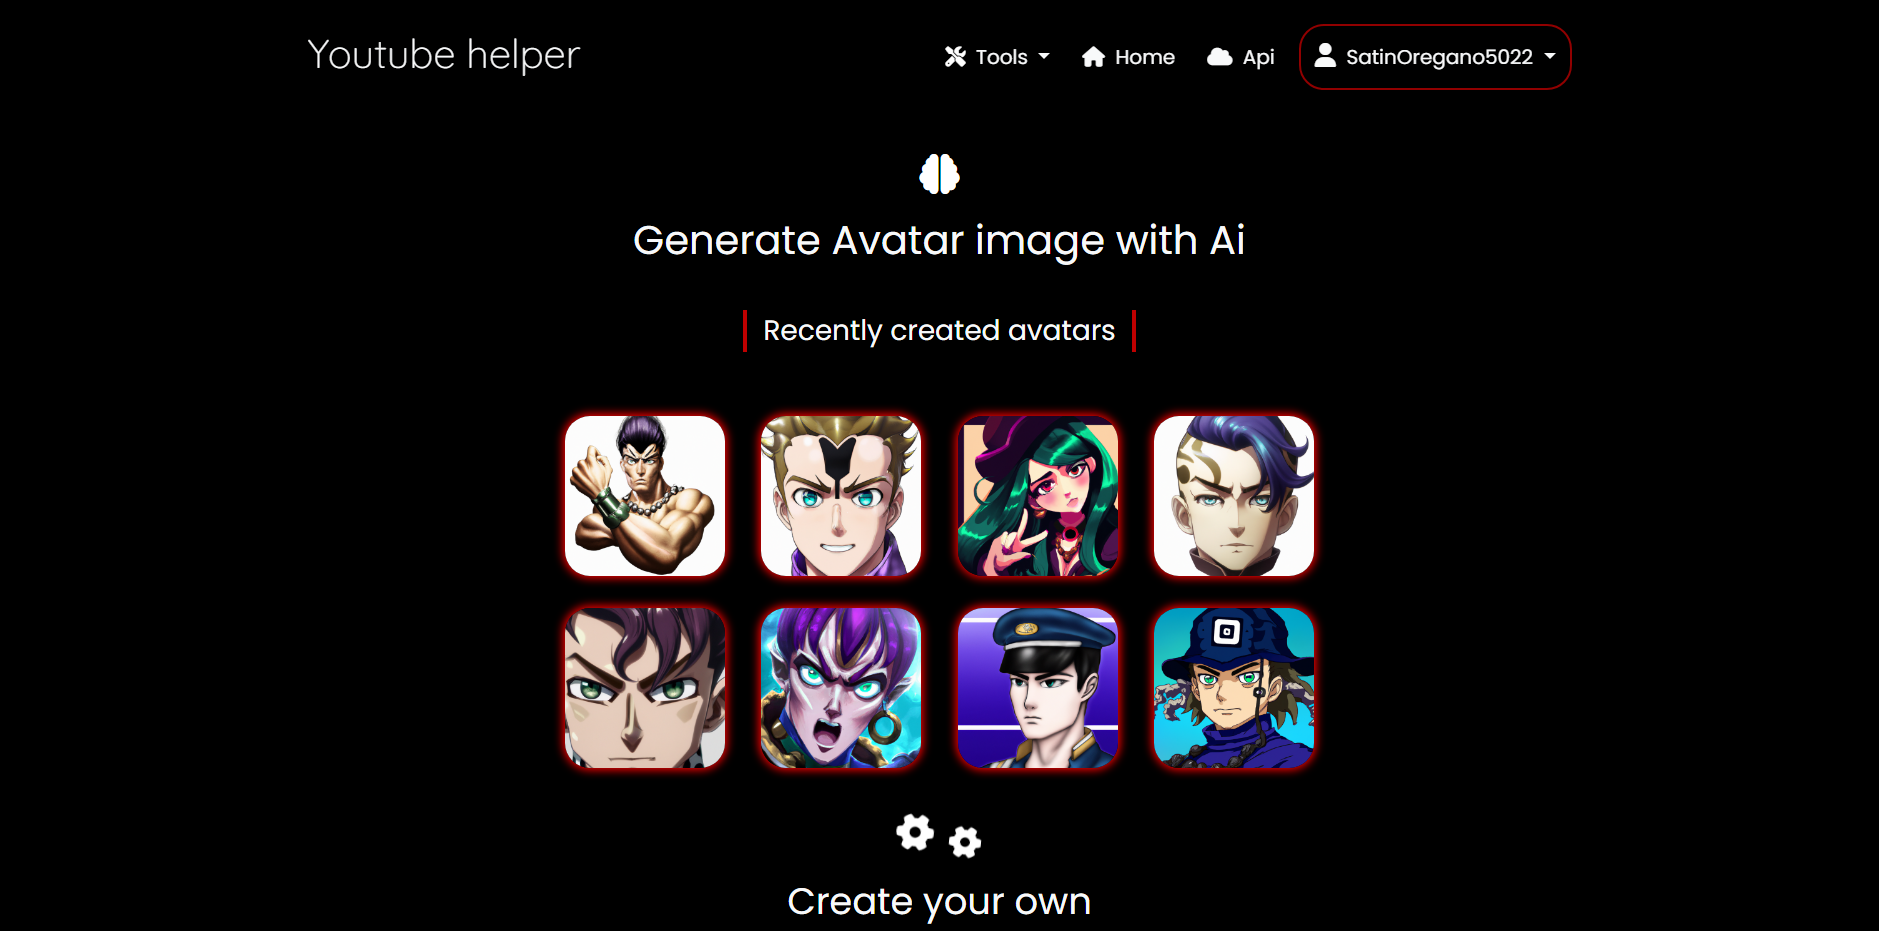 Youtube helper
Tools
Home
Api
SatinOregano5022
Generate Avatar image with Ai
Recently created avatars
Create your own